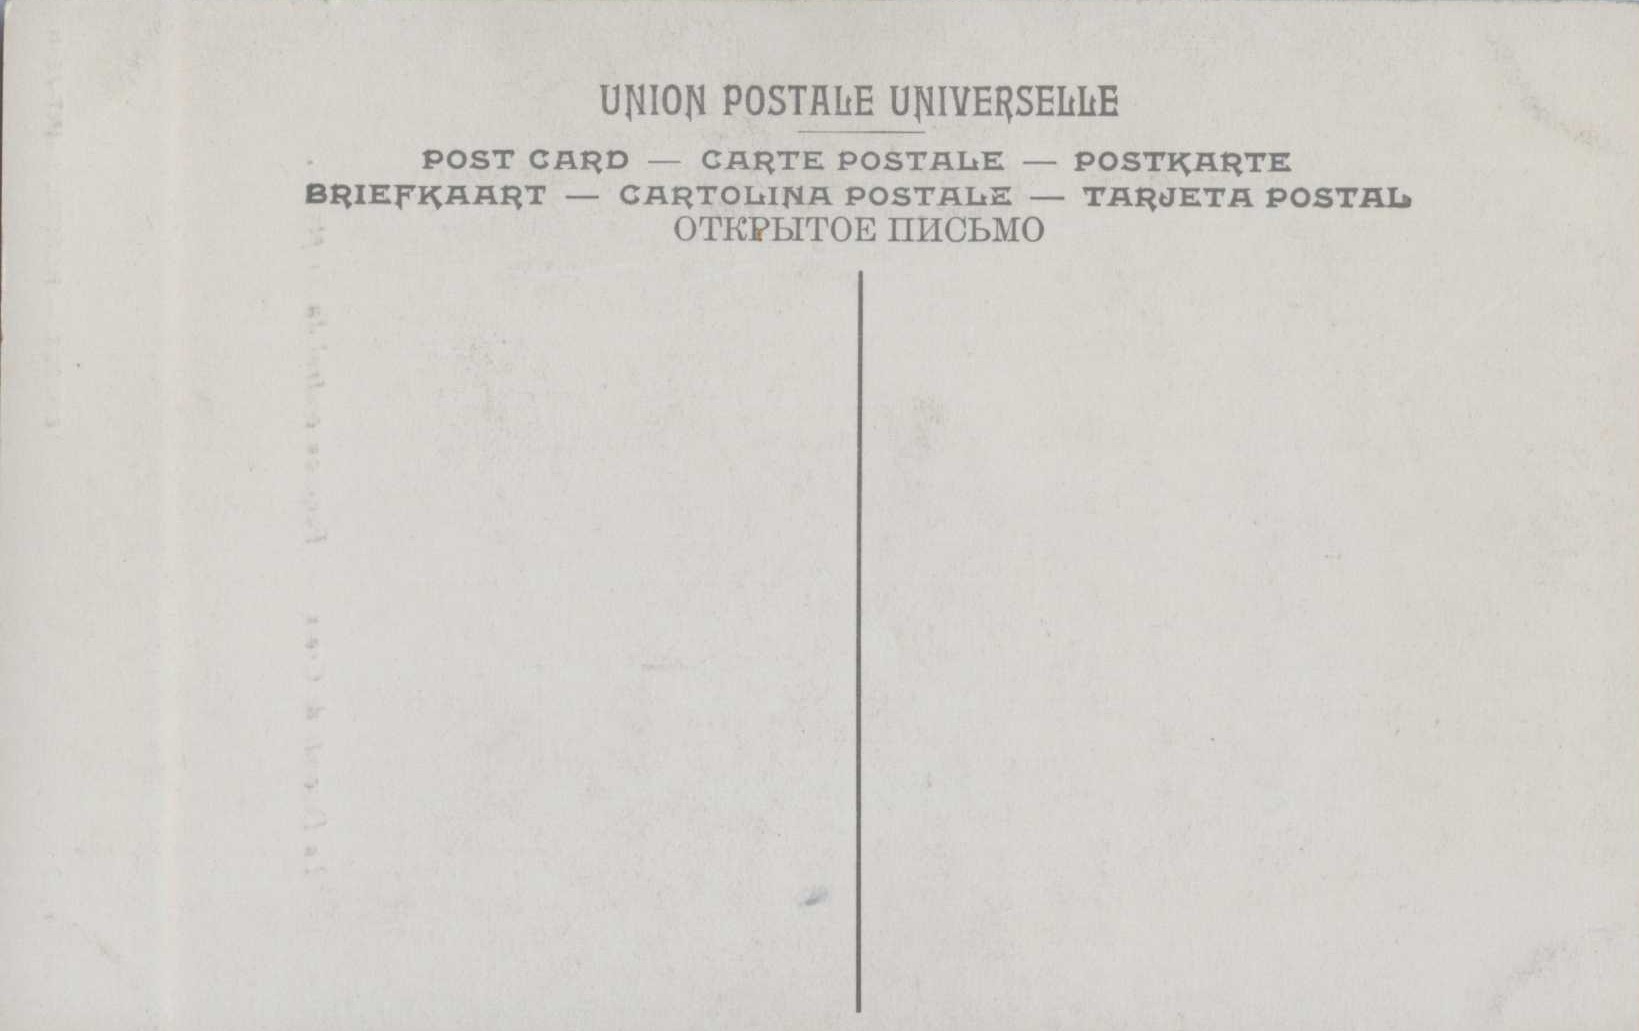 UNION POSTALE UNIVERSELLE
POST CARD — CARTE POSTALE — POSTKARTE
BRIEFKAART — CARTOLINA POSTALE — TARJETA POSTAL
ОТКРЫТОЕ ПИСЬМО